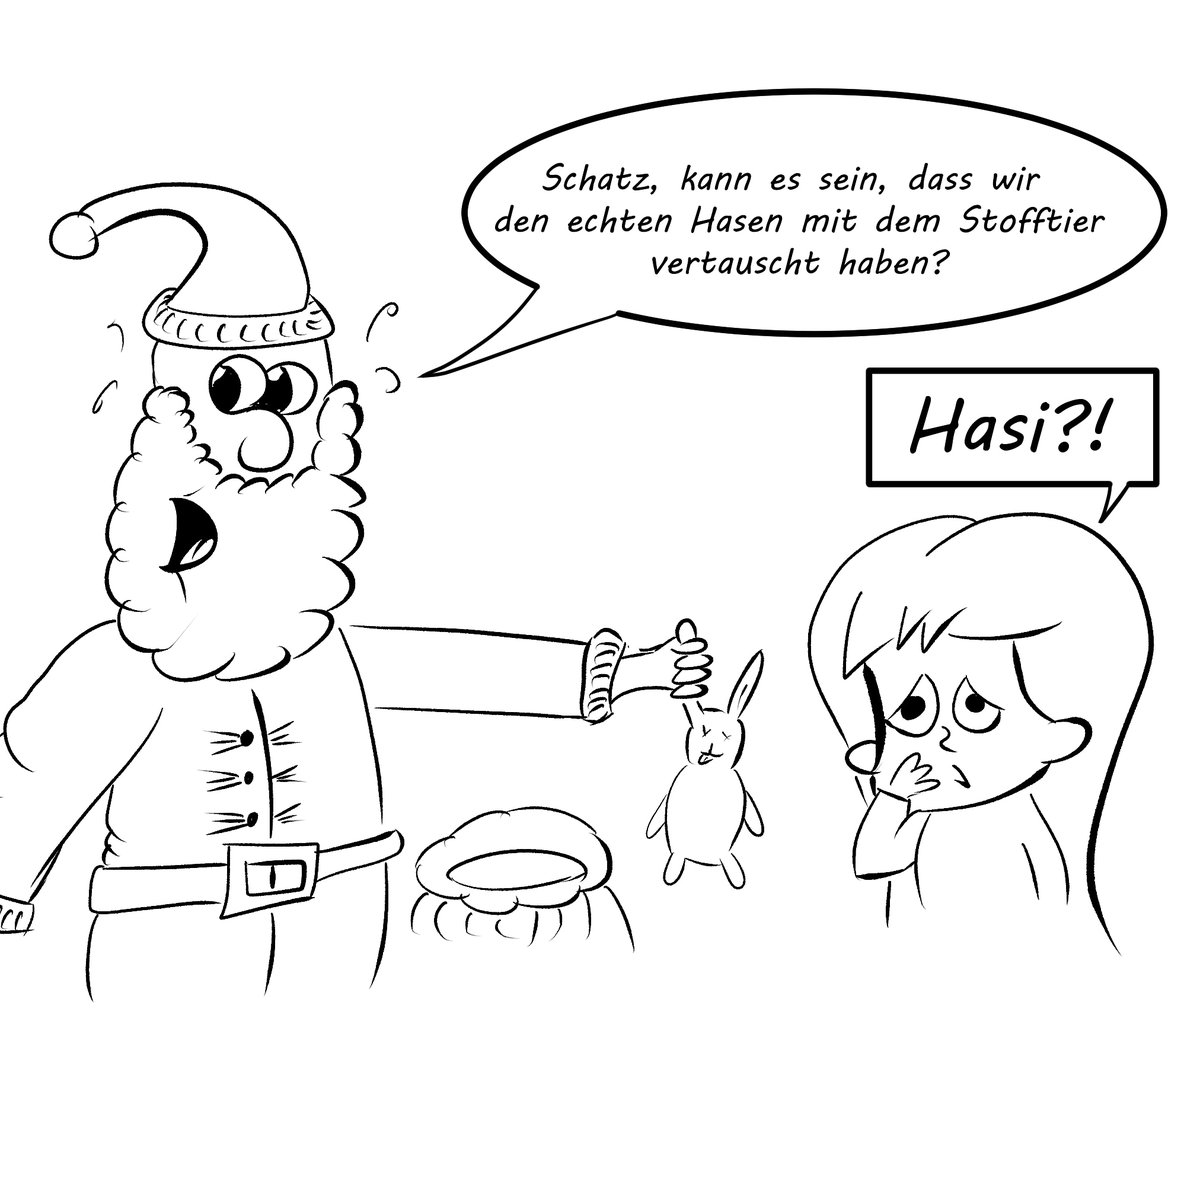 Schatz, kann es sein, dass wir
den echten Hasen mit dem Stofftier
vertauscht haben?
Hasi?!